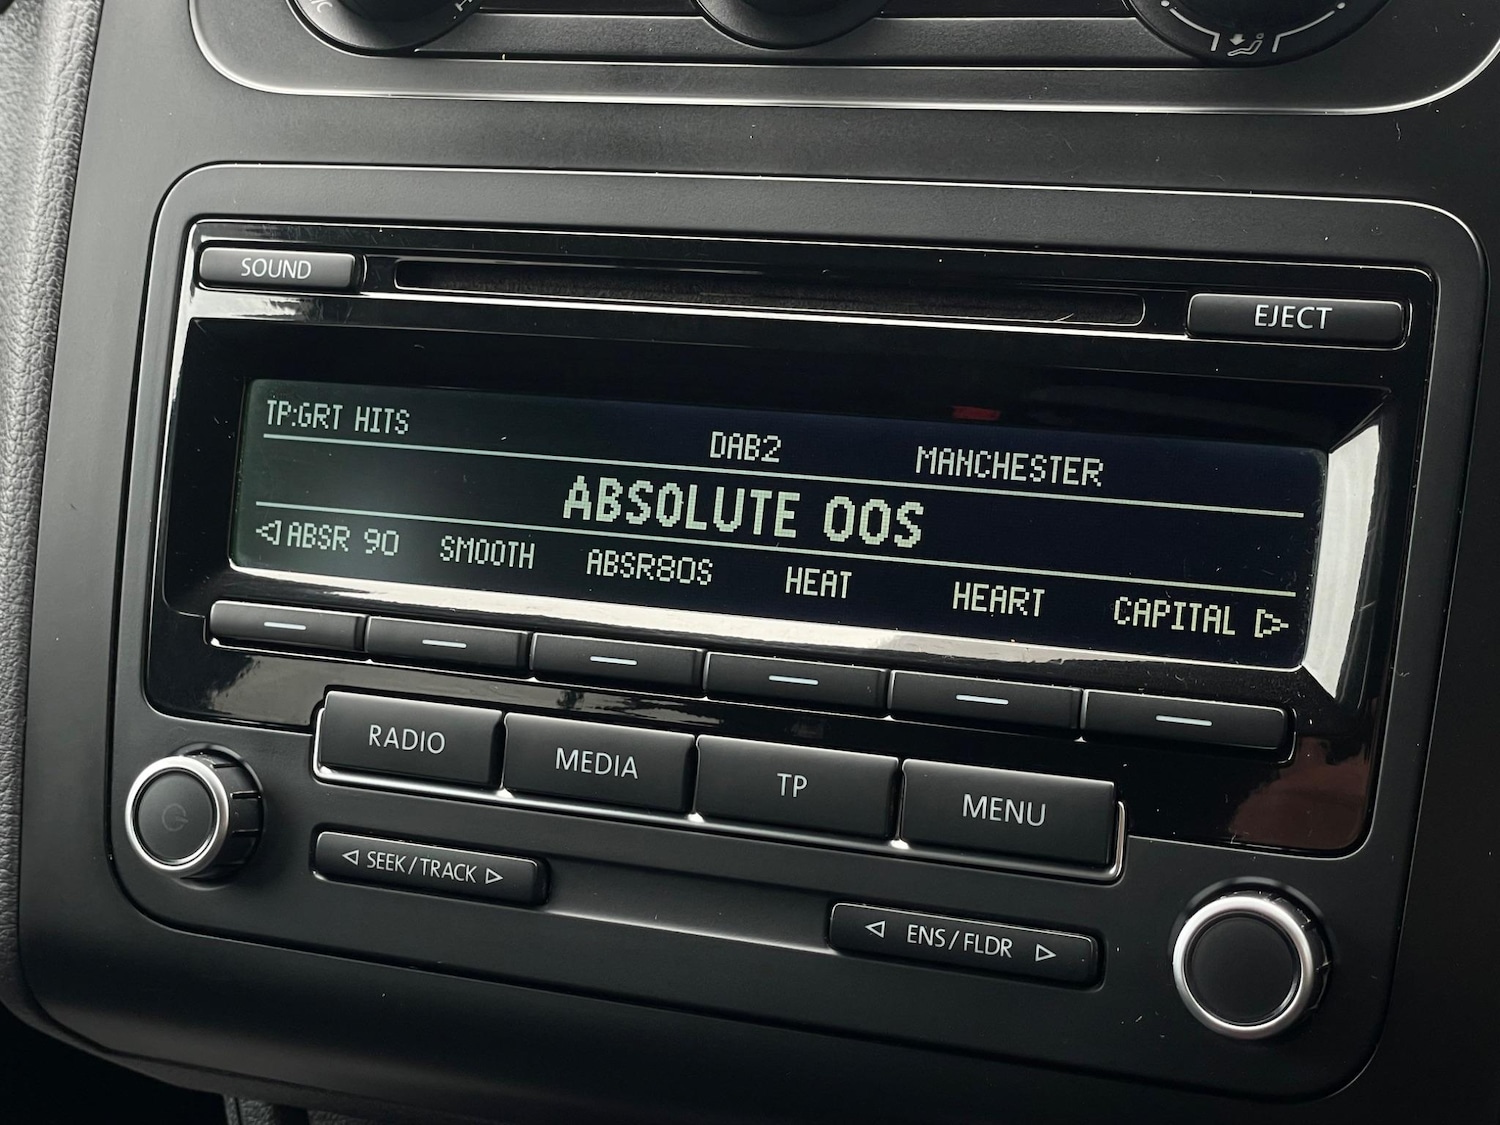 SOUND
EJECT
TP:GRT HITS
DAB2 MANCHESTER
ABSOLUTE 00S
ABSR 90 SMOOTH ABSR80S HEAT HEART CAPITAL
RADIO MEDIA TP MENU
SEEK/TRACK
ENS/FLDR